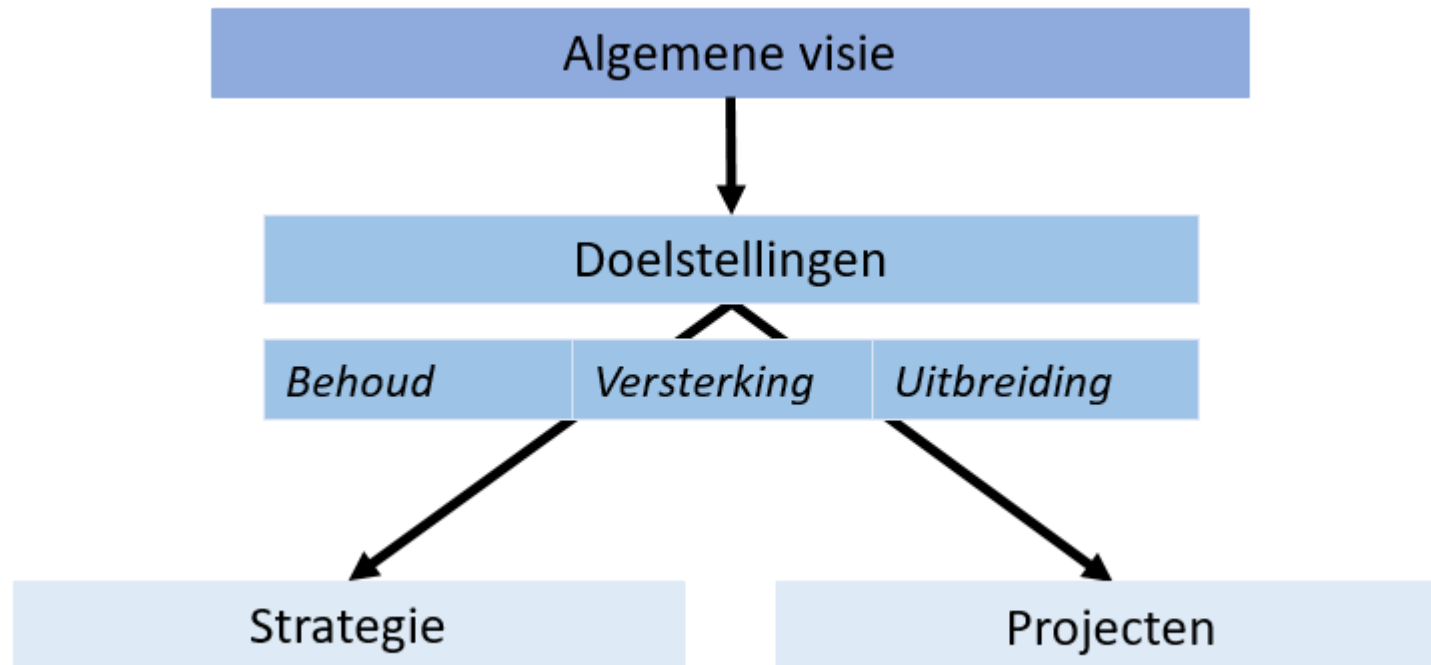 Algemene visie
Doelstellingen
Behoud Versterking Uitbreiding
Strategie Projecten